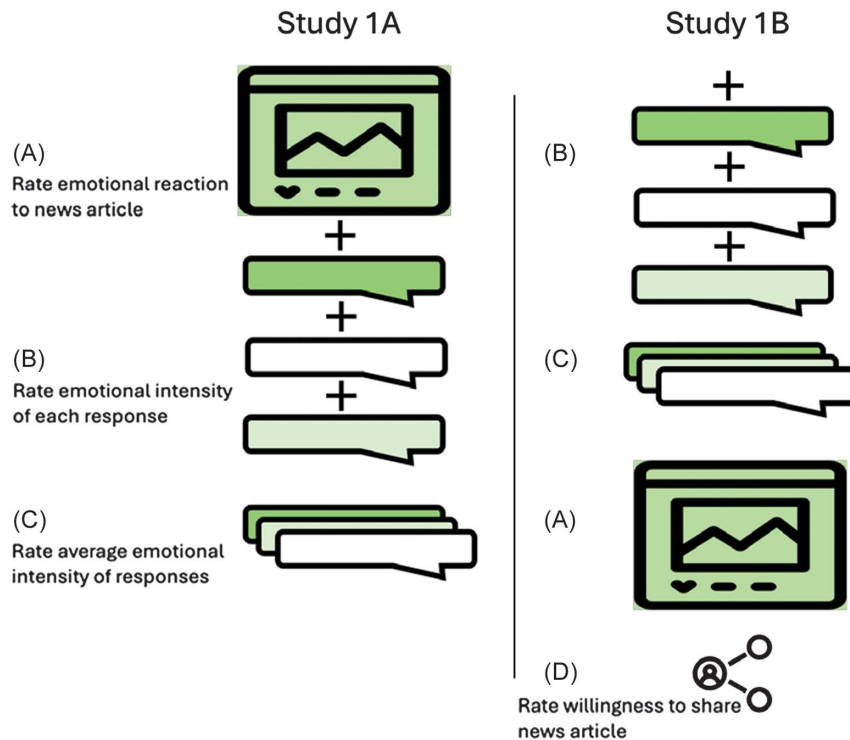 Study 1A
(A)
Rate emotional reaction
to news article
(B)
Rate emotional intensity
of each response
(C)
Rate average emotional
intensity of responses
Study 1B
(B)
(C)
(A)
(D)
Rate willingness to share
news article